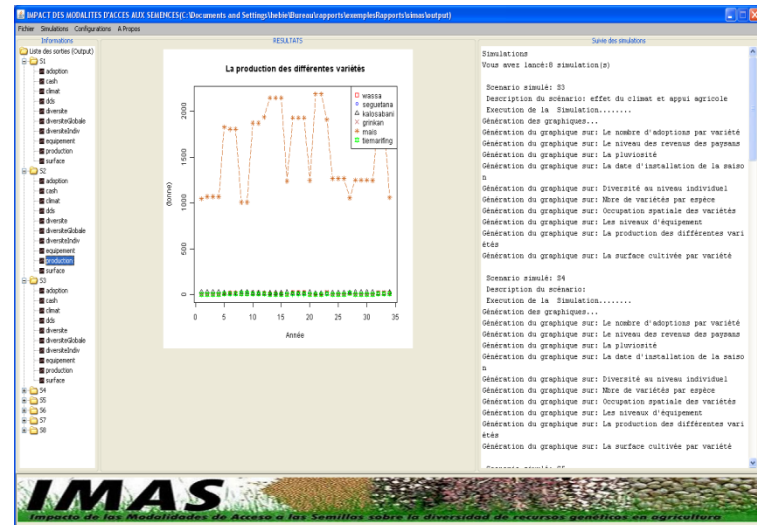 IMPACT DES MODALITES D'ACCES AUX SEMENCES(C:\Documents and Settings\hebie\Bureau\rapports\exemplesRapports\simas\output)
Fichier Simulations Configurations A Propos
Informations
Liste des sorties (Output)
S1
adoption
cash
climat
dds
diversite
diversiteGlobale
diversiteIndiv
equipement
production
surface
S2
adoption
cash
climat
dds
diversite
diversiteGlobale
diversiteIndiv
equipement
production
surface
S3
adoption
cash
climat
dds
diversite
diversiteGlobale
diversiteIndiv
equipement
production
surface
S4
S5
S6
S7
S8
RESULTATS
La production des différentes variétés
wassa
seguetana
kalosabani
grinkan
mais
tiemarifing
(tonne)
2000
1500
1000
500
0
0 5 10 15 20 25 30 35
Année
Suivie des simulations
Simulations
Vous avez lancé:8 simulation(s)
Scenario simulé: S3
Description du scénario: effet du climat et appui agricole
Execution de la Simulation........
Génération des graphiques...
Génération du graphique sur: Le nombre d'adoptions par variété
Génération du graphique sur: Le niveau des revenus des paysans
Génération du graphique sur: La pluviosité
Génération du graphique sur: La date d'installation de la saiso
n
Génération du graphique sur: Diversité au niveau individuel
Génération du graphique sur: Nbre de variétés par espèce
Génération du graphique sur: Occupation spatiale des variétés
Génération du graphique sur: Les niveaux d'équipement
Génération du graphique sur: La production des différentes vari
étés
Génération du graphique sur: La surface cultivée par variété
Scenario simulé: S4
Description du scénario:
Execution de la Simulation........
Génération des graphiques...
Génération du graphique sur: Le nombre d'adoptions par variété
Génération du graphique sur: Le niveau des revenus des paysans
Génération du graphique sur: La pluviosité
Génération du graphique sur: La date d'installation de la saiso
n
Génération du graphique sur: Diversité au niveau individuel
Génération du graphique sur: Nbre de variétés par espèce
Génération du graphique sur: Occupation spatiale des variétés
Génération du graphique sur: Les niveaux d'équipement
Génération du graphique sur: La production des différentes vari
étés
Génération du graphique sur: La surface cultivée par variété
Scenario simulé: S5
IMAS
Impacto de las Modalidades de Acceso a las Semillas sobre la diversidad de recursos genéticos en agricultura